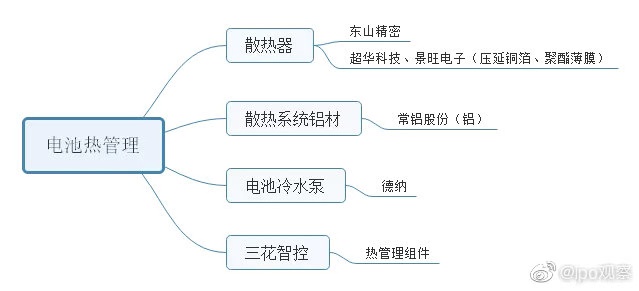 东山精密
散热器
超华科技、景旺电子（压延铜箔、聚酯薄膜）
散热系统铝材
常铝股份（铝）
电池热管理
电池冷水泵
德纳
三花智控
热管理组件
@ipo观察